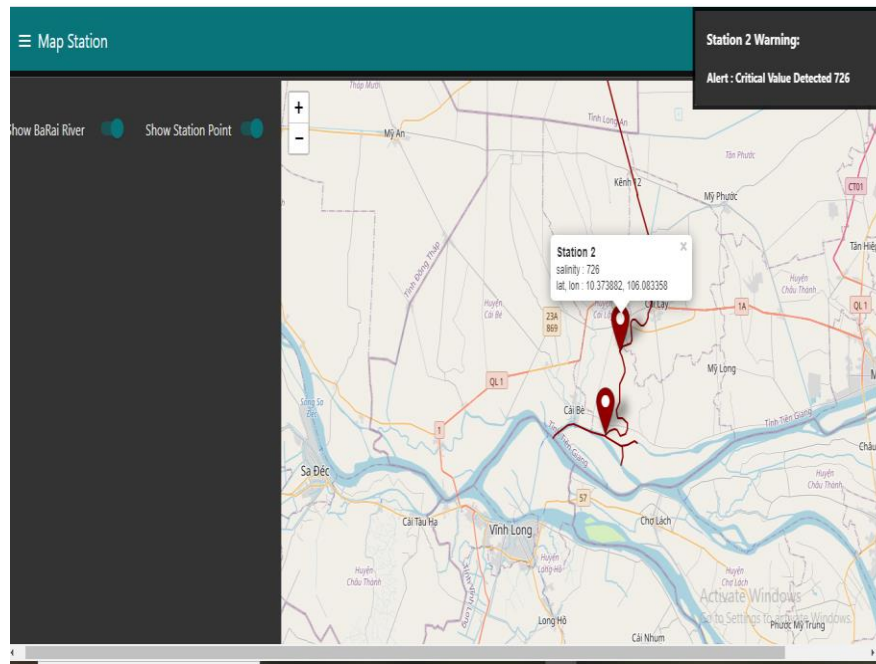 ☰ Map Station
Station 2 Warning:
Alert : Critical Value Detected 726
Show BaRai River
Show Station Point
+
−
Tháp Mười
Mỹ An
Tỉnh Long An
Tân Phước
Kênh 12
Mỹ Phước
CT01
Tân Hiệ
Tỉnh Đồng Tháp
Station 2
x
salinity : 726
lat, lon : 10.373882, 106.083358
Huyện
Châu Thành
Huyện
Cái Bè
23A
869
Cai Lậy
1A
QL 1
Mỹ Long
M
QL 1
Cái Bè
1
Tỉnh Tiền Giang
Tỉnh Tiền Giang
Châu
Sa Đéc
Huyện
Châu Thành
57
Cái Tàu Hạ
Vĩnh Long
Chợ Lách
Huyện
Châu Thành
Huyện
Long Hồ
Huyện
Chợ Lách
Activate Windows
Go to Settings to activate Windows.
Phước Mỹ Trung
Long Hồ
Cái Nhum